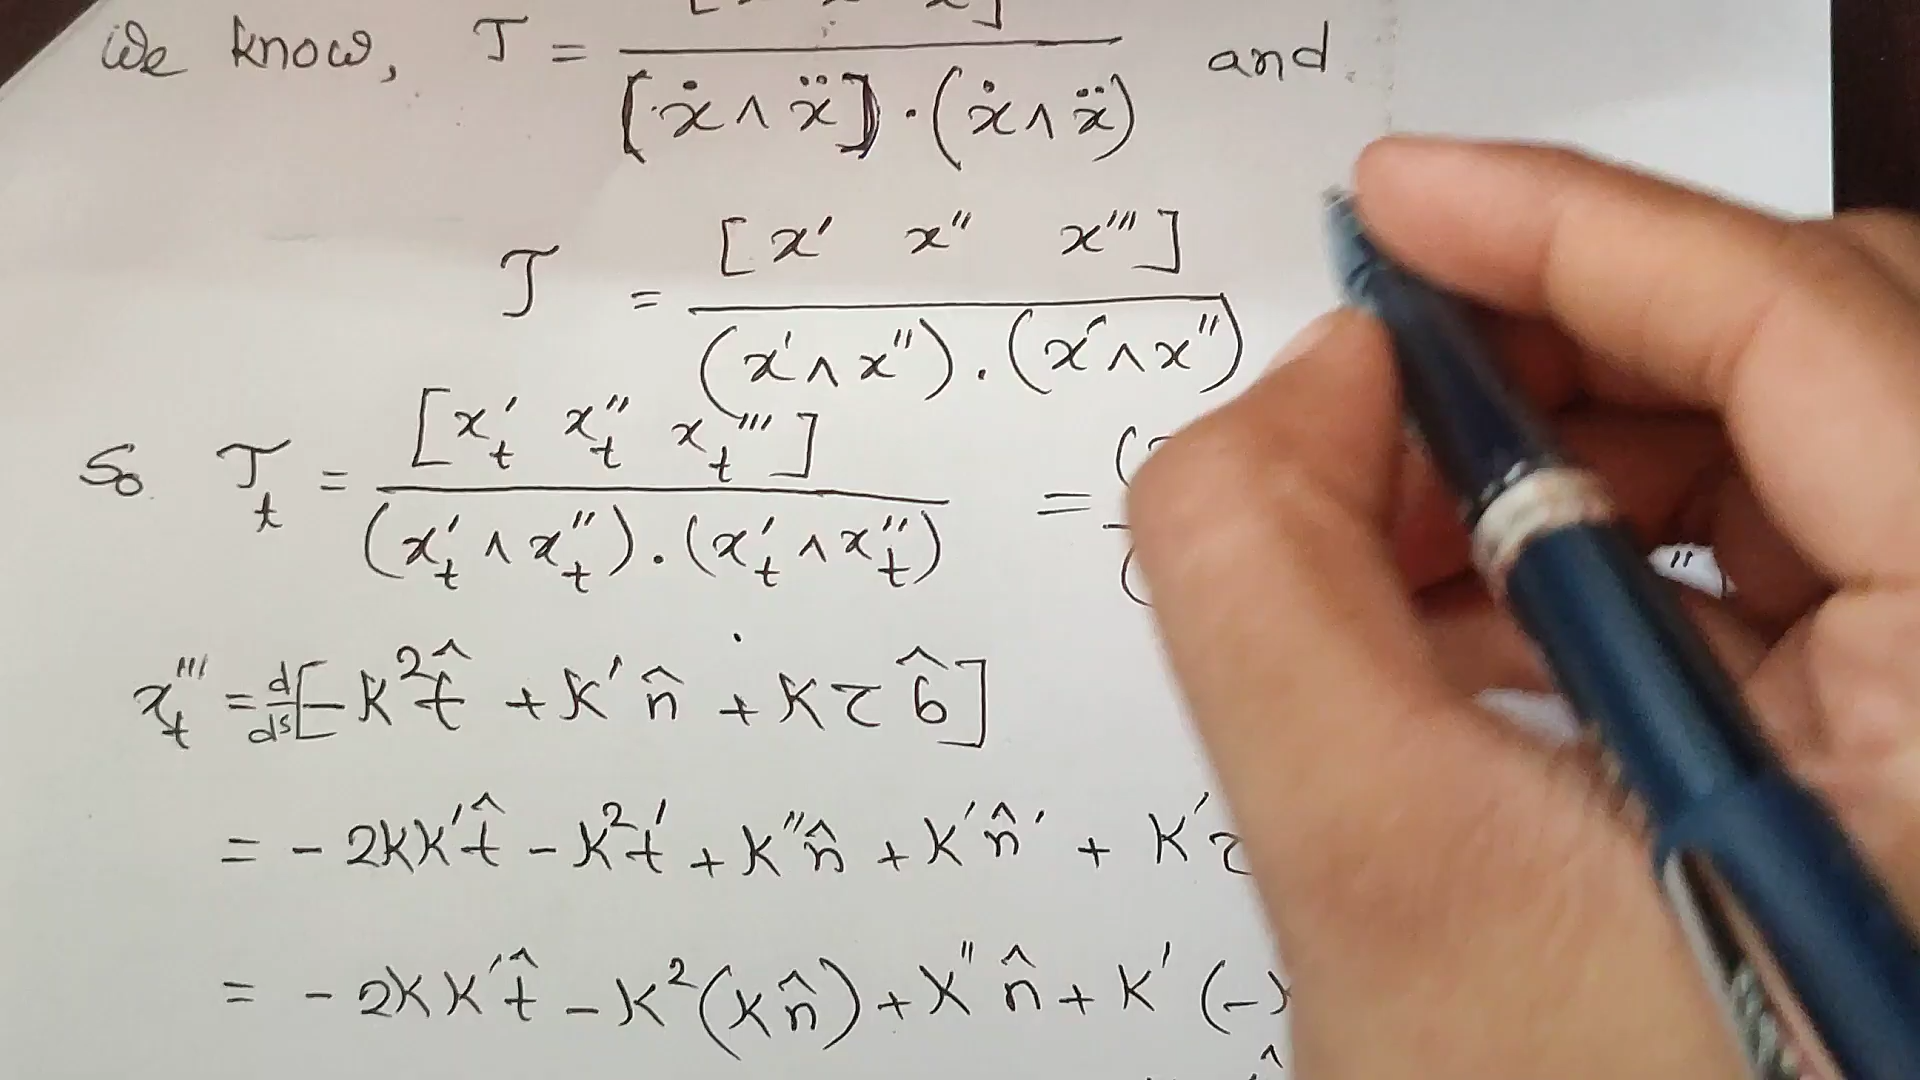 We know, T = [ẋ ẍ ] / [ẋ ∧ ẍ] · (ẋ ∧ ẍ) and
T = [x' x'' x'''] / (x' ∧ x'') . (x' ∧ x'')
So T_t = [x_t' x_t'' x_t'''] / (x_t' ∧ x_t'') . (x_t' ∧ x_t'') =
x_t''' = d/ds [- K² t̂ + K' n̂ + K τ b̂]
= - 2KK' t̂ - K² t' + K'' n̂ + K' n̂' + K' τ
= - 2KK' t̂ - K² (K n̂) + K'' n̂ + K' (-K